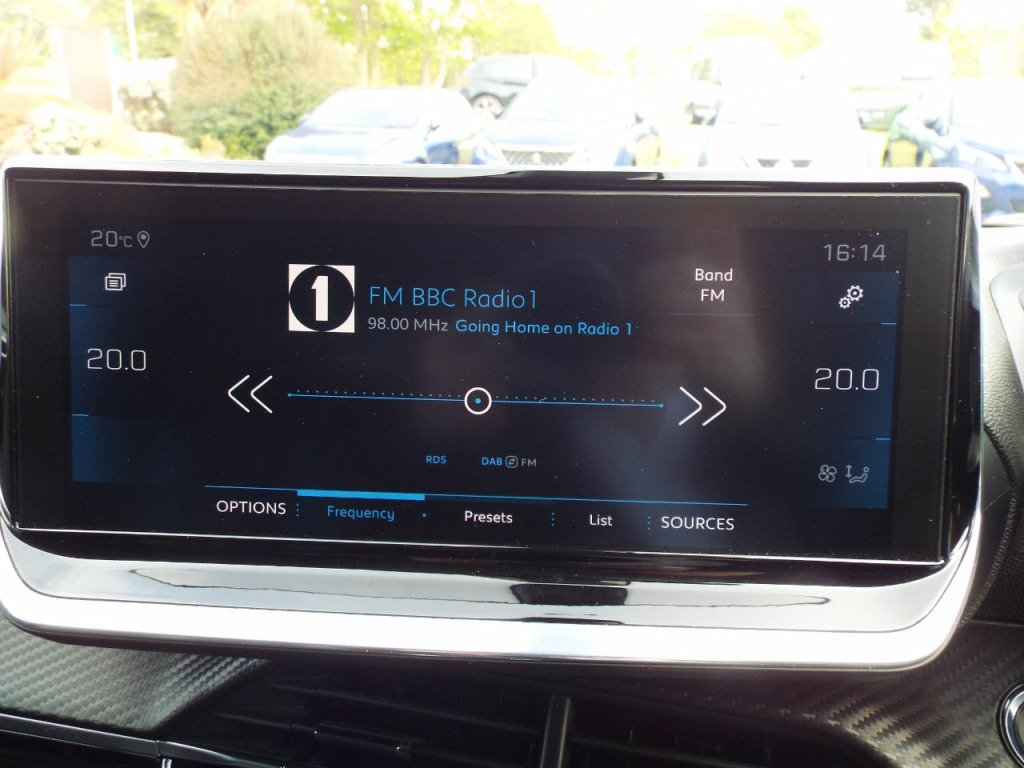 20°C
16:14
1
FM BBC Radio1
98.00 MHz Going Home on Radio 1
Band
FM
20.0
20.0
RDS
DAB FM
OPTIONS
Frequency
Presets
List
SOURCES